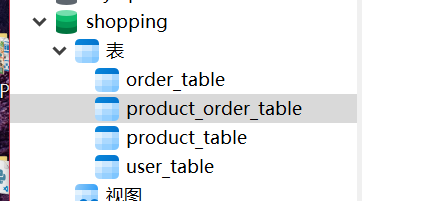 shopping
表
order_table
P
product_order_table
product_table
user_table
视图